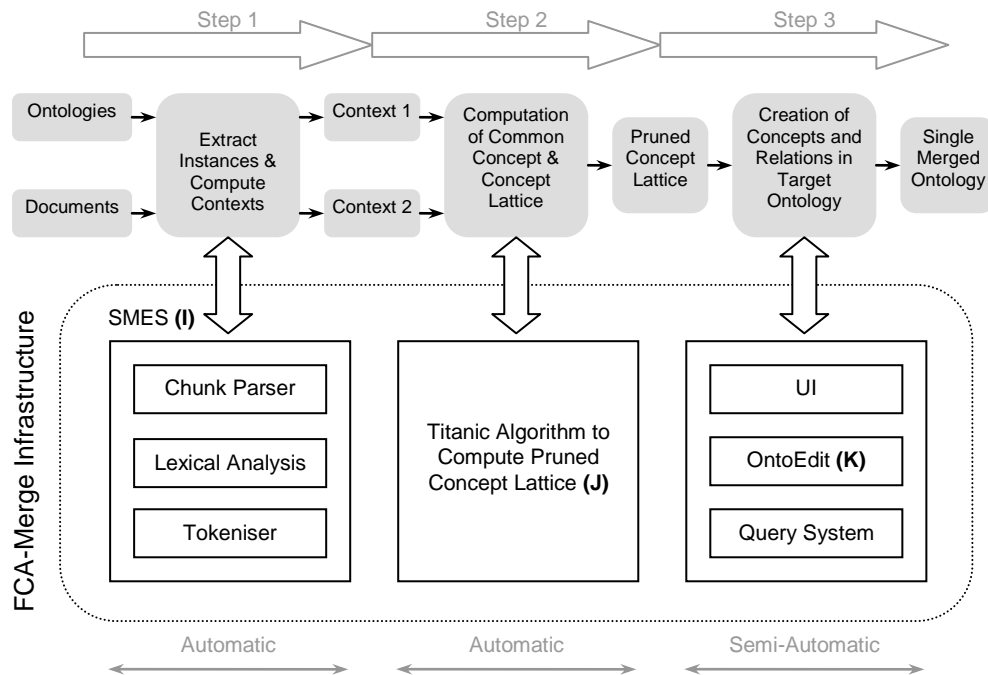 Step 1
Step 2
Step 3
Ontologies
Documents
Extract
Instances &
Compute
Contexts
Context 1
Context 2
Computation
of Common
Concept &
Concept
Lattice
Pruned
Concept
Lattice
Creation of
Concepts and
Relations in
Target
Ontology
Single
Merged
Ontology
FCA-Merge Infrastructure
SMES (I)
Chunk Parser
Lexical Analysis
Tokeniser
Titanic Algorithm to
Compute Pruned
Concept Lattice (J)
UI
OntoEdit (K)
Query System
Automatic
Automatic
Semi-Automatic